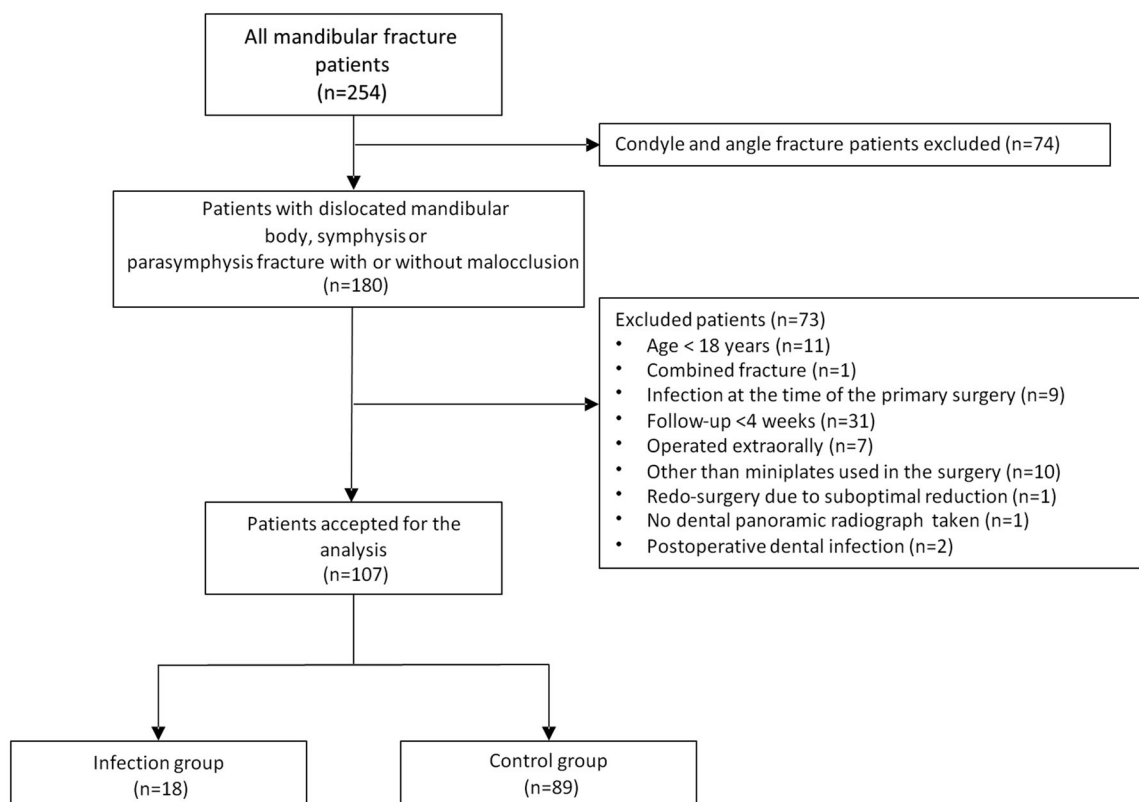 All mandibular fracture
patients
(n=254)
Condyle and angle fracture patients excluded (n=74)
Patients with dislocated mandibular
body, symphysis or
parasymphysis fracture with or without malocclusion
(n=180)
Excluded patients (n=73)
• Age < 18 years (n=11)
• Combined fracture (n=1)
• Infection at the time of the primary surgery (n=9)
• Follow-up <4 weeks (n=31)
• Operated extraorally (n=7)
• Other than miniplates used in the surgery (n=10)
• Redo-surgery due to suboptimal reduction (n=1)
• No dental panoramic radiograph taken (n=1)
• Postoperative dental infection (n=2)
Patients accepted for the
analysis
(n=107)
Infection group
(n=18)
Control group
(n=89)